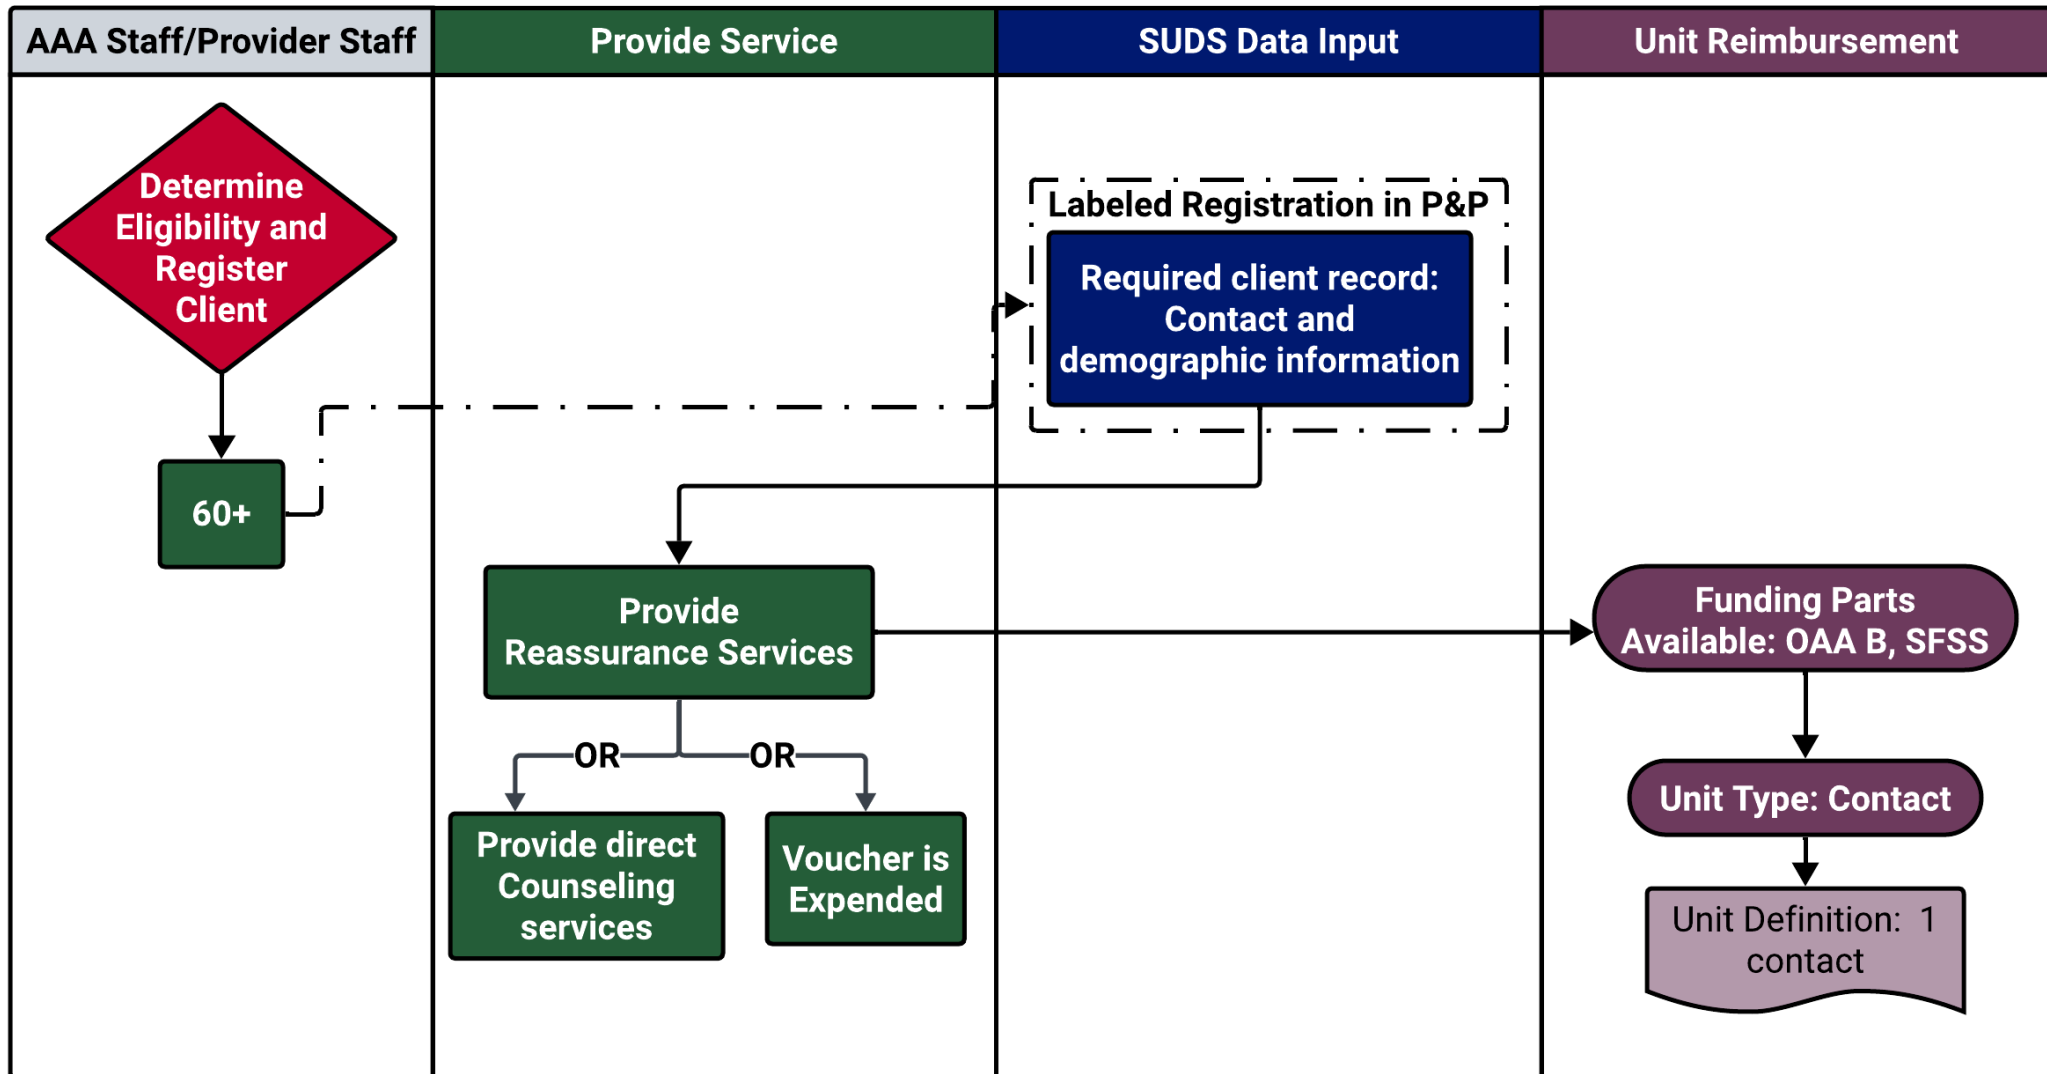 AAA Staff/Provider Staff
Provide Service
SUDS Data Input
Unit Reimbursement
Determine
Eligibility and
Register
Client
60+
Labeled Registration in P&P
Required client record:
Contact and
demographic information
Provide
Reassurance Services
OR
OR
Provide direct
Counseling
services
Voucher is
Expended
Funding Parts
Available: OAA B, SFSS
Unit Type: Contact
Unit Definition:  1
contact